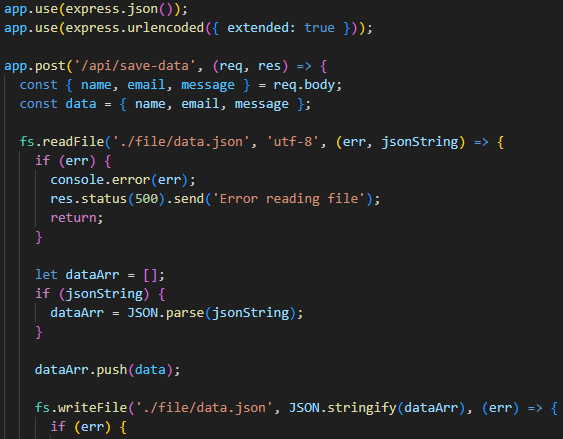 app.use(express.json());
app.use(express.urlencoded({ extended: true }));
app.post('/api/save-data', (req, res) => {
const { name, email, message } = req.body;
const data = { name, email, message };
fs.readFile('./file/data.json', 'utf-8', (err, jsonString) => {
if (err) {
console.error(err);
res.status(500).send('Error reading file');
return;
}
let dataArr = [];
if (jsonString) {
dataArr = JSON.parse(jsonString);
}
dataArr.push(data);
fs.writeFile('./file/data.json', JSON.stringify(dataArr), (err) => {
if (err) {